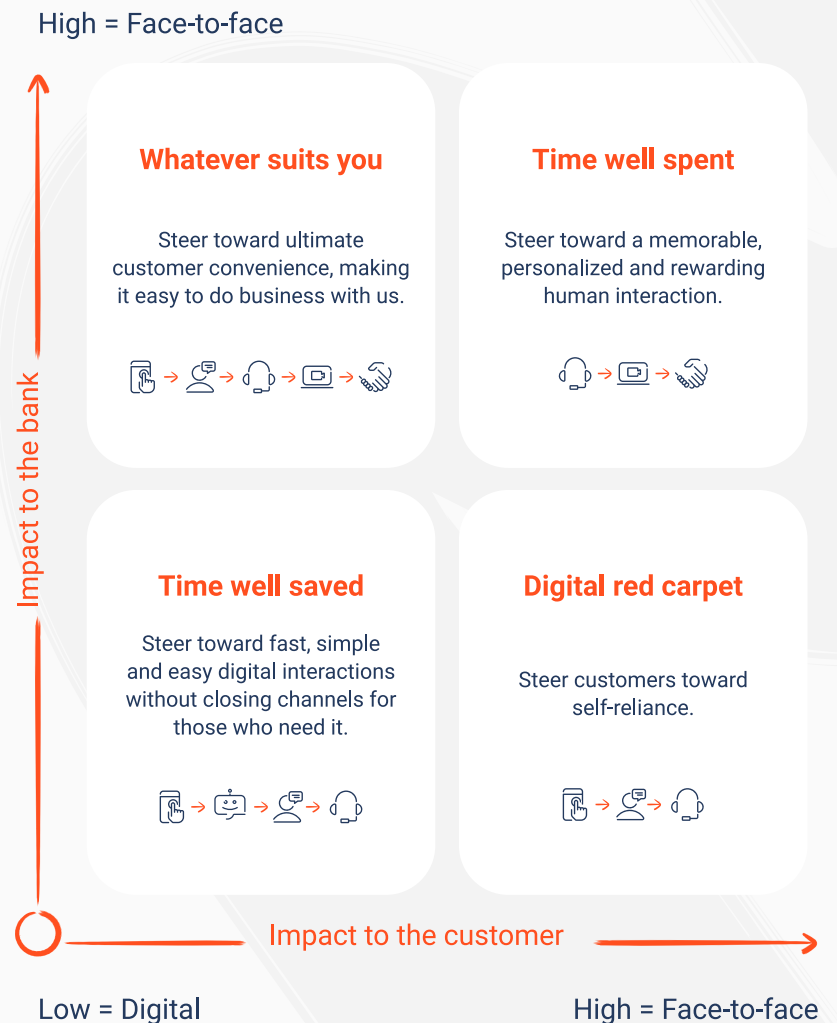 High = Face-to-face
Whatever suits you
Steer toward ultimate
customer convenience, making
it easy to do business with us.
Time well spent
Steer toward a memorable,
personalized and rewarding
human interaction.
Impact to the bank
Time well saved
Steer toward fast, simple
and easy digital interactions
without closing channels for
those who need it.
Digital red carpet
Steer customers toward
self-reliance.
Impact to the customer
Low = Digital
High = Face-to-face